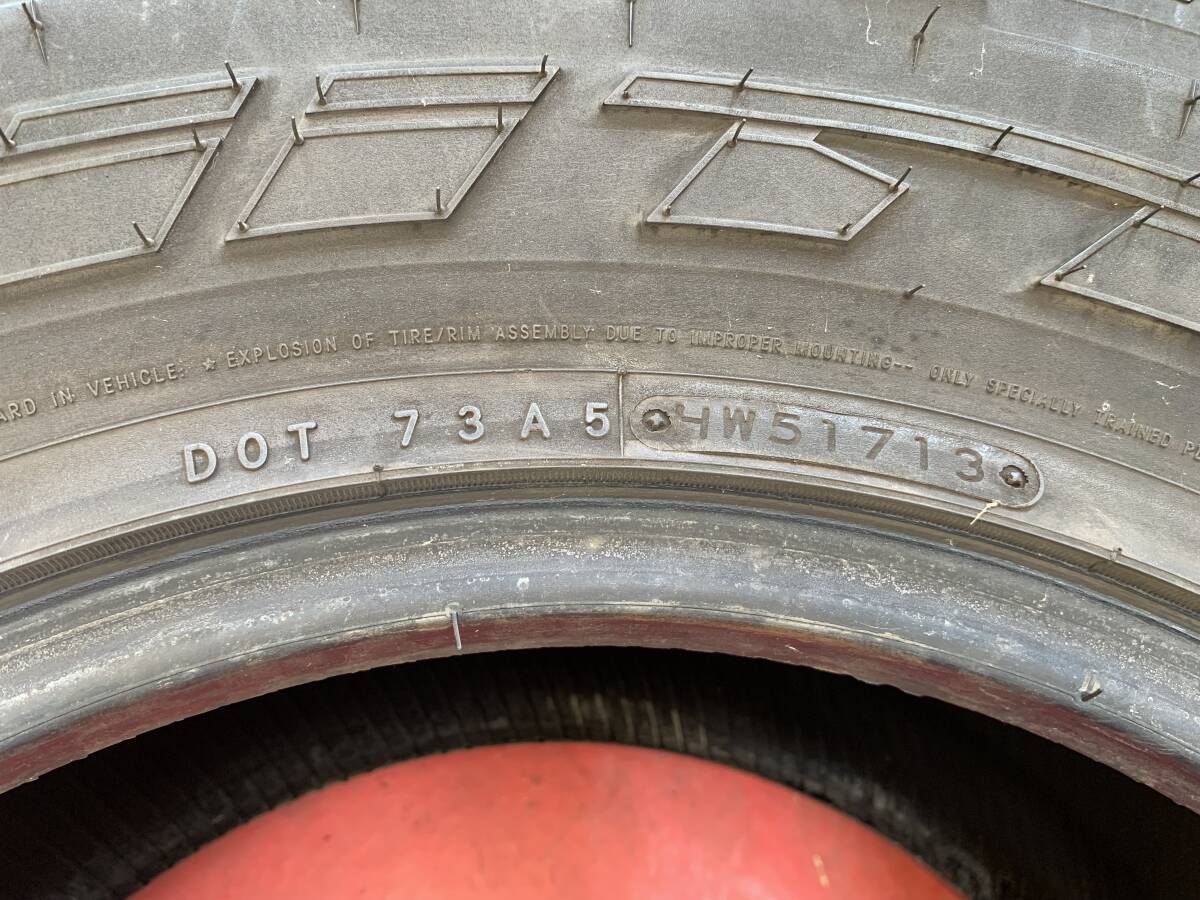 ARD IN VEHICLE: ★ EXPLOSION OF TIRE/RIM ASSEMBLY DUE TO IMPROPER MOUNTING-- ONLY SPECIALLY TRAINED
DOT 73A5 HW51713